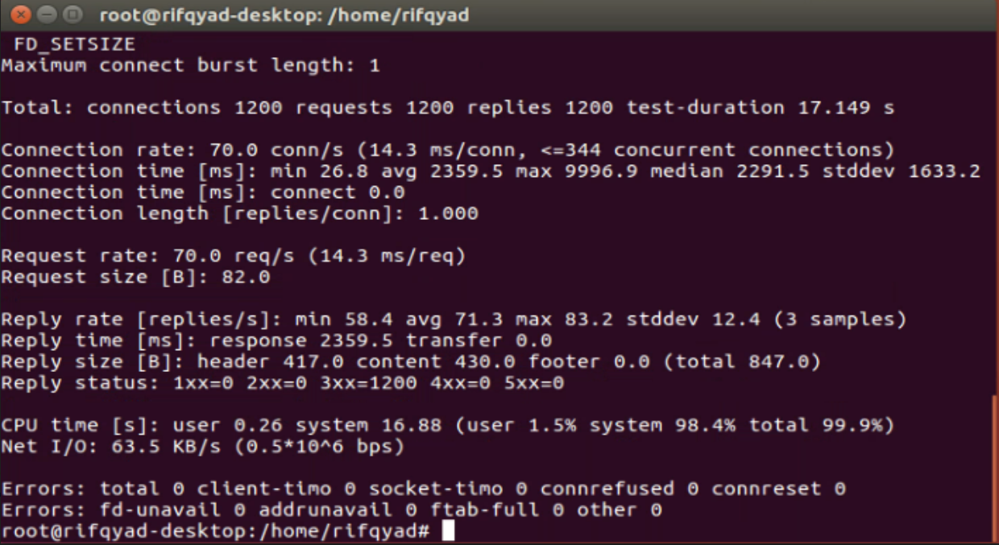 root@rifqyad-desktop: /home/rifqyad
FD_SETSIZE
Maximum connect burst length: 1
Total: connections 1200 requests 1200 replies 1200 test-duration 17.149 s
Connection rate: 70.0 conn/s (14.3 ms/conn, <=344 concurrent connections)
Connection time [ms]: min 26.8 avg 2359.5 max 9996.9 median 2291.5 stddev 1633.2
Connection time [ms]: connect 0.0
Connection length [replies/conn]: 1.000
Request rate: 70.0 req/s (14.3 ms/req)
Request size [B]: 82.0
Reply rate [replies/s]: min 58.4 avg 71.3 max 83.2 stddev 12.4 (3 samples)
Reply time [ms]: response 2359.5 transfer 0.0
Reply size [B]: header 417.0 content 430.0 footer 0.0 (total 847.0)
Reply status: 1xx=0 2xx=0 3xx=1200 4xx=0 5xx=0
CPU time [s]: user 0.26 system 16.88 (user 1.5% system 98.4% total 99.9%)
Net I/O: 63.5 KB/s (0.5*10^6 bps)
Errors: total 0 client-timo 0 socket-timo 0 connrefused 0 connreset 0
Errors: fd-unavail 0 addrunavail 0 ftab-full 0 other 0
root@rifqyad-desktop:/home/rifqyad#